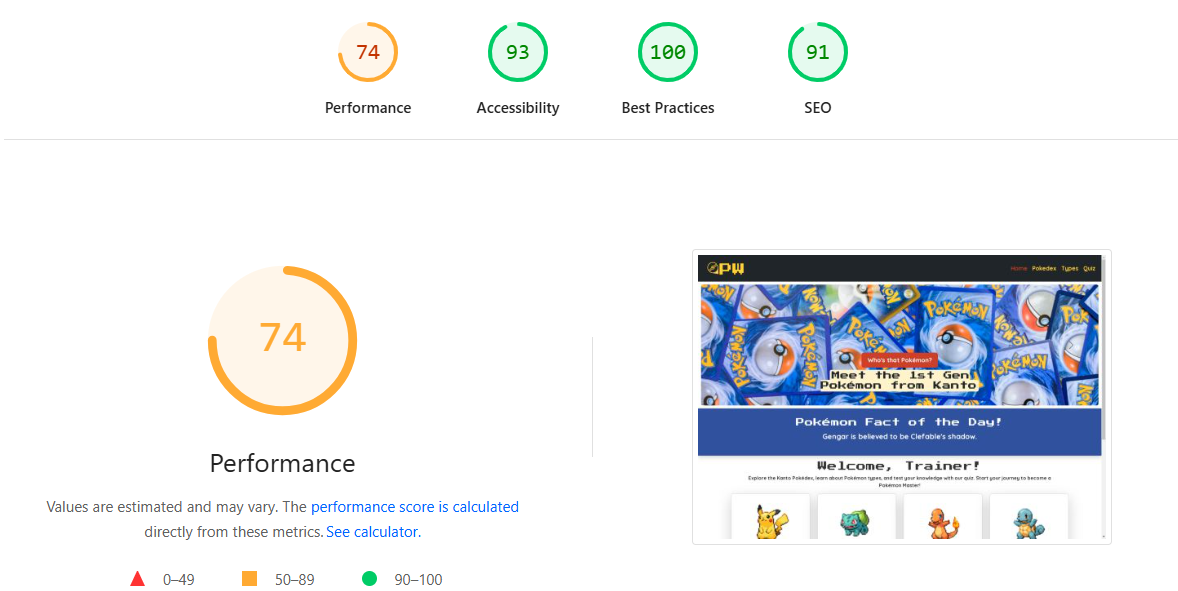 74
93
100
91
Performance
Accessibility
Best Practices
SEO
74
Performance
Values are estimated and may vary. The performance score is calculated
directly from these metrics. See calculator.
0–49
50–89
90–100
PW
Home Pokedex Types Quiz
Pokémon
Pokémon
Pokémon
Pokémon
Who's that Pokémon?
Meet the 1st Gen
Pokémon from Kanto
Pokémon Fact of the Day!
Gengar is believed to be Clefable's shadow.
Welcome, Trainer!
Explore the Kanto Pokédex, learn about Pokémon types, and test your knowledge with our quiz. Start your journey to become a
Pokémon Master!